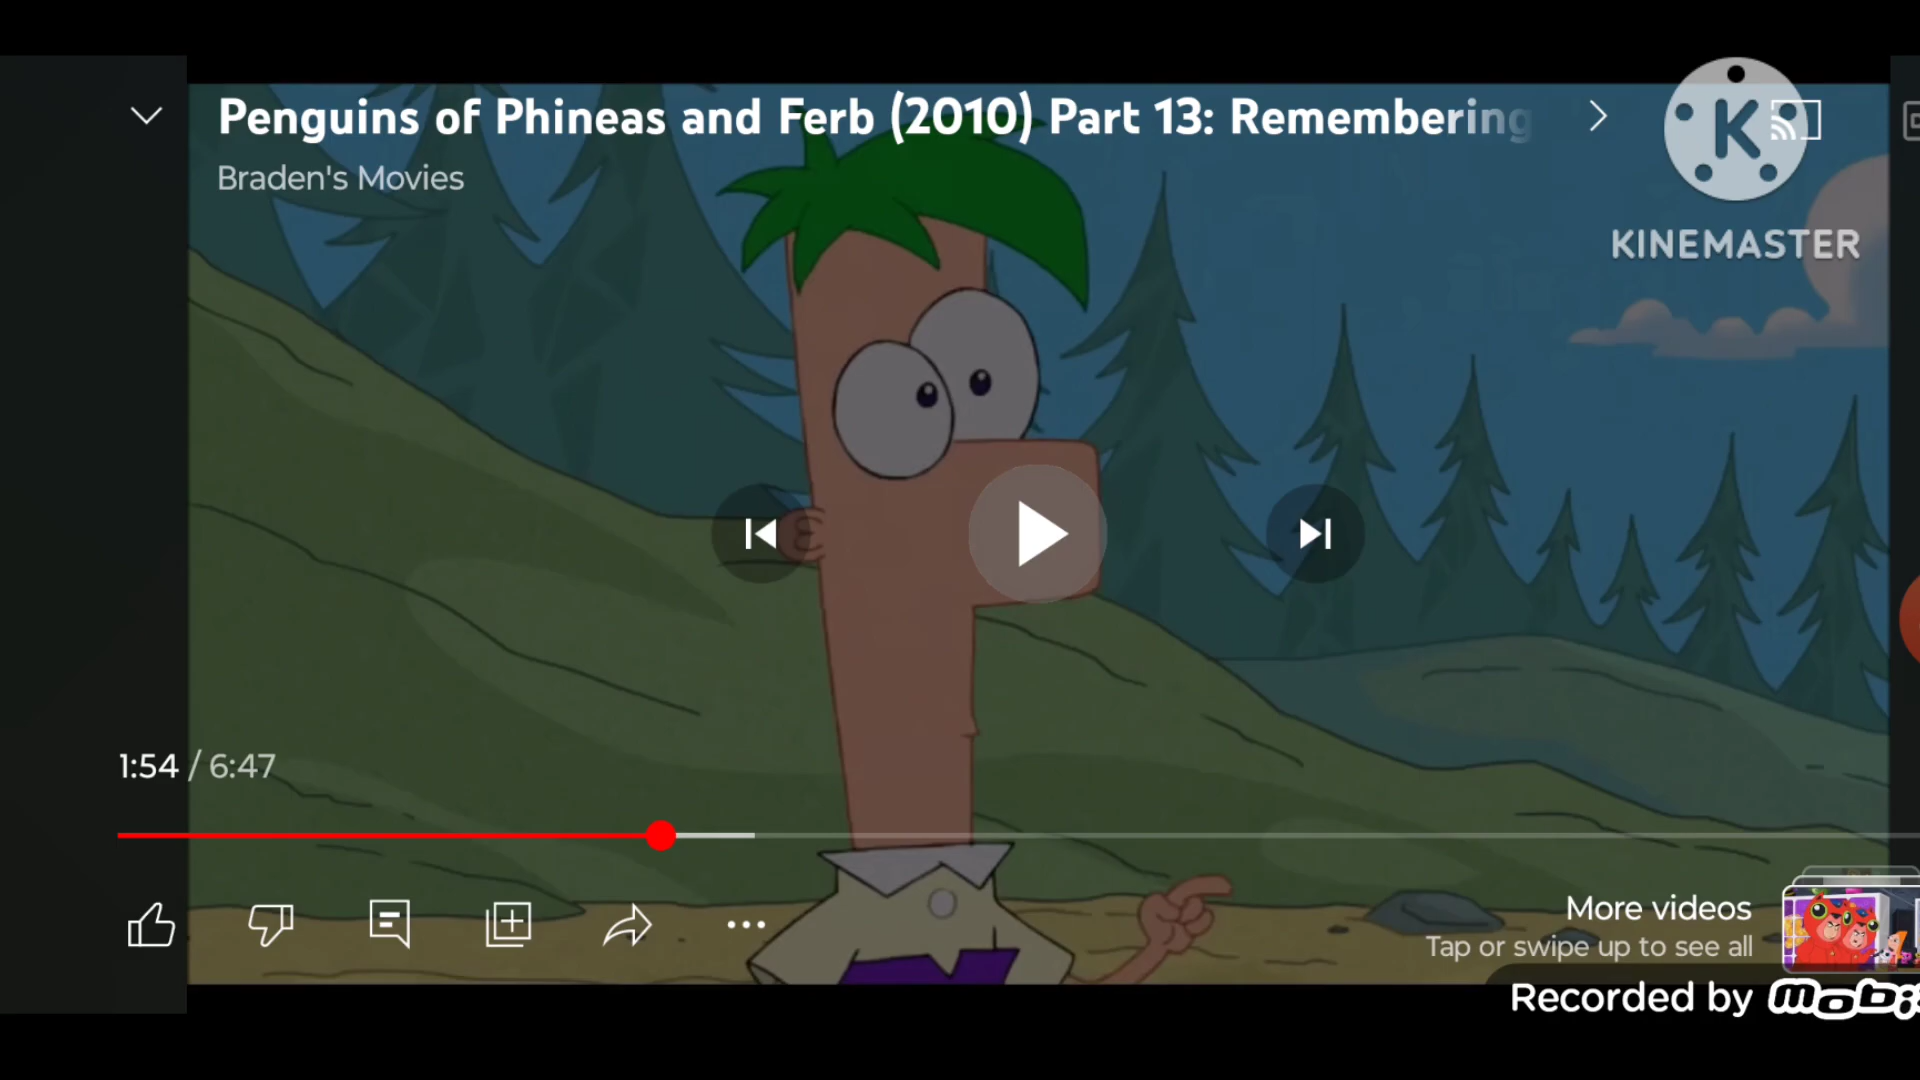 Penguins of Phineas and Ferb (2010) Part 13: Remembering
Braden's Movies
K
KINEMASTER
1:54 / 6:47
More videos
Tap or swipe up to see all
Recorded by